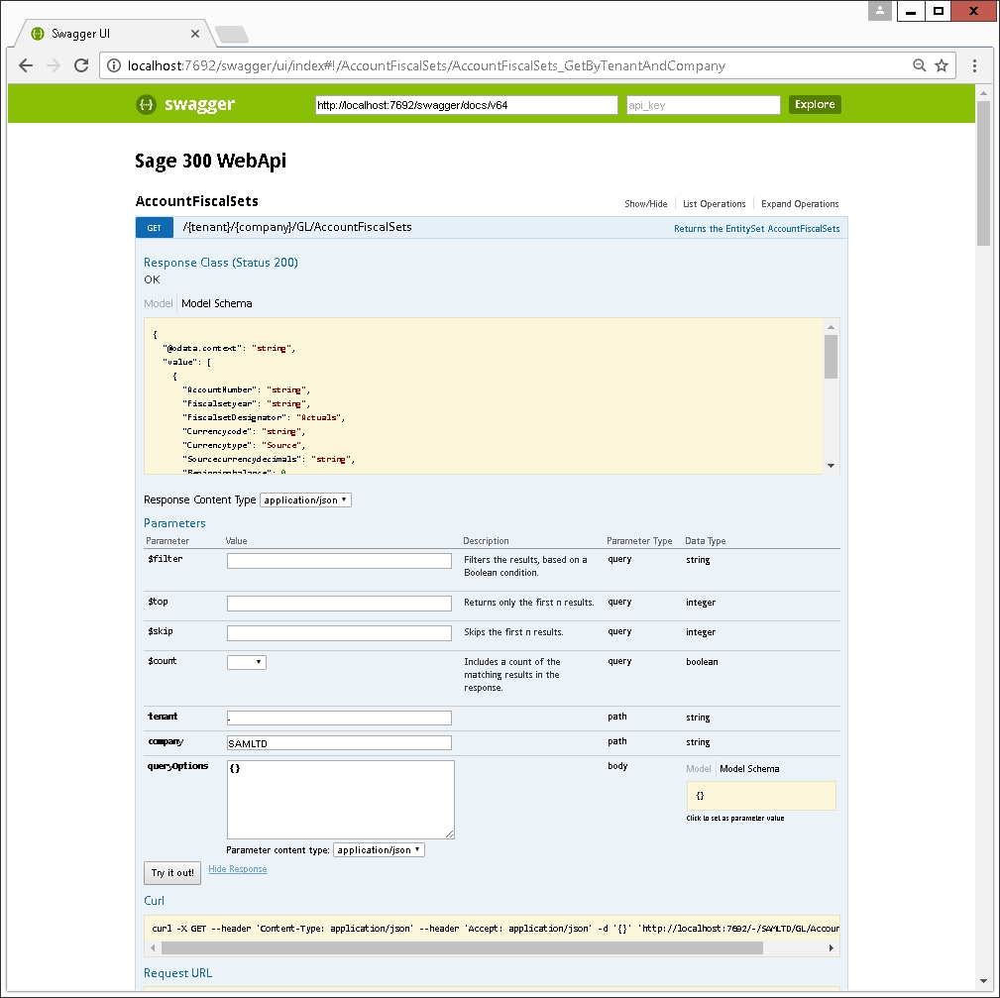 Swagger UI
localhost:7692/swagger/ui/index#!/AccountFiscalSets/AccountFiscalSets_GetByTenantAndCompany
swagger
http://localhost:7692/swagger/docs/v64
api_key
Explore
Sage 300 WebApi
AccountFiscalSets
Show/Hide
List Operations
Expand Operations
GET
/{tenant}/{company}/GL/AccountFiscalSets
Returns the EntitySet AccountFiscalSets
Response Class (Status 200)
OK
Model
Model Schema
{
"@odata.context": "string",
"value": [
{
"AccountNumber": "string",
"Fiscalsetyear": "string",
"FiscalsetDesignator": "Actuals",
"Currencycode": "string",
"Currencytype": "Source",
"Sourcecurrencydecimals": "string",
"Beginningbalance": 0
Response Content Type application/json
Parameters
Parameter Value Description Parameter Type Data Type
$filter
Filters the results, based on a
Boolean condition.
query
string
$top
Returns only the first n results.
query
integer
$skip
Skips the first n results.
query
integer
$count
Includes a count of the
matching results in the
response.
query
boolean
tenant
-
path
string
company
SAMLTD
path
string
queryOptions
{}
body
Model
Model Schema
{}
Click to set as parameter value
Parameter content type: application/json
Try it out!
Hide Response
Curl
curl -X GET --header 'Content-Type: application/json' --header 'Accept: application/json' -d '{}' 'http://localhost:7692/-/SAMLTD/GL/Accour
Request URL